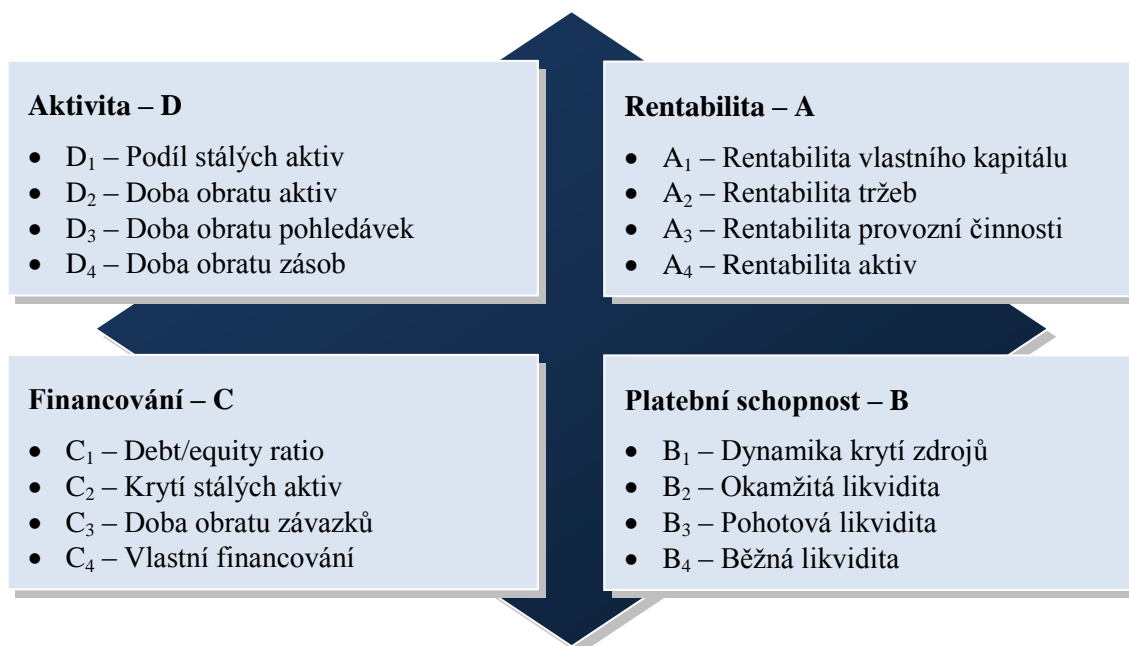 Aktivita – D
• D₁ – Podíl stálých aktiv
• D₂ – Doba obratu aktiv
• D₃ – Doba obratu pohledávek
• D₄ – Doba obratu zásob
Rentabilita – A
• A₁ – Rentabilita vlastního kapitálu
• A₂ – Rentabilita tržeb
• A₃ – Rentabilita provozní činnosti
• A₄ – Rentabilita aktiv
Financování – C
• C₁ – Debt/equity ratio
• C₂ – Krytí stálých aktiv
• C₃ – Doba obratu závazků
• C₄ – Vlastní financování
Platební schopnost – B
• B₁ – Dynamika krytí zdrojů
• B₂ – Okamžitá likvidita
• B₃ – Pohotová likvidita
• B₄ – Běžná likvidita